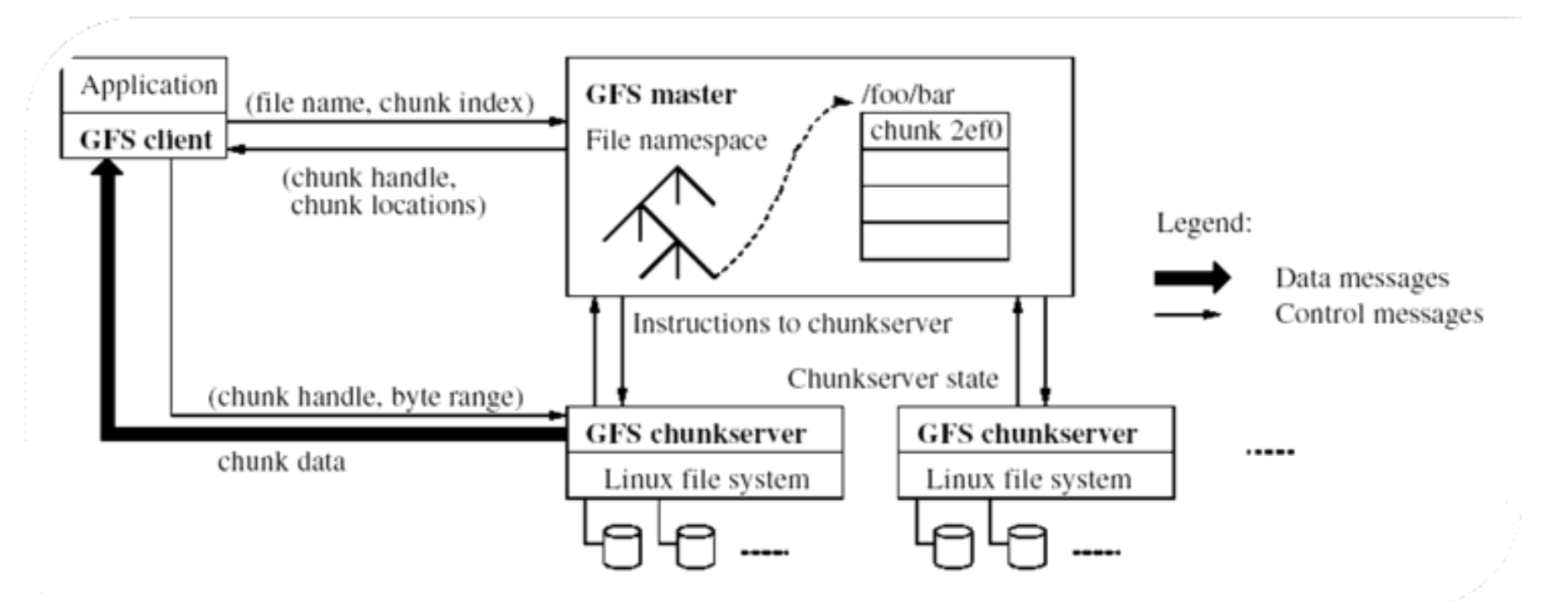 Application
GFS client
(file name, chunk index)
(chunk handle,
chunk locations)
GFS master
File namespace
/foo/bar
chunk 2ef0
Legend:
Data messages
Control messages
Instructions to chunkserver
Chunkserver state
(chunk handle, byte range)
chunk data
GFS chunkserver
Linux file system
GFS chunkserver
Linux file system